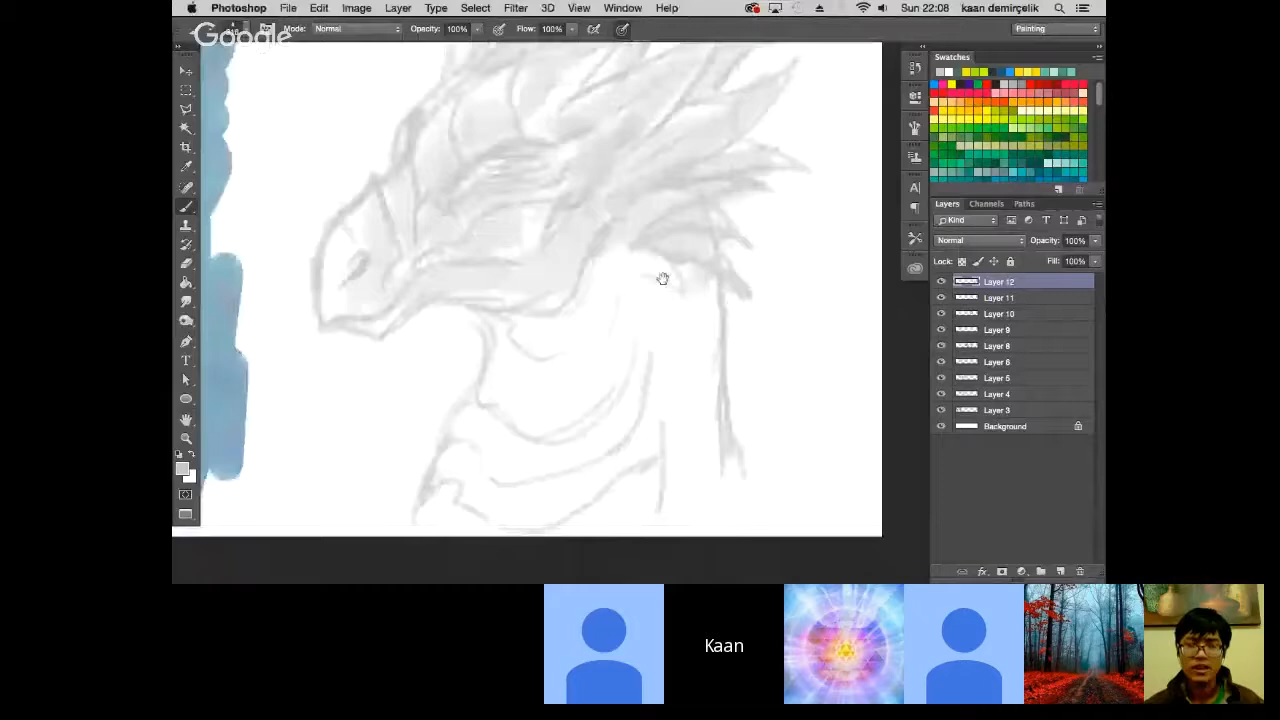 Photoshop File Edit Image Layer Type Select Filter 3D View Window Help Sun 22:08 kaan demirçelik
Google
Mode: Normal Opacity: 100% Flow: 100% Painting
Swatches
Layers Channels Paths
Kind
Normal Opacity: 100%
Lock: Fill: 100%
Layer 12
Layer 11
Layer 10
Layer 9
Layer 8
Layer 6
Layer 5
Layer 4
Layer 3
Background
Kaan